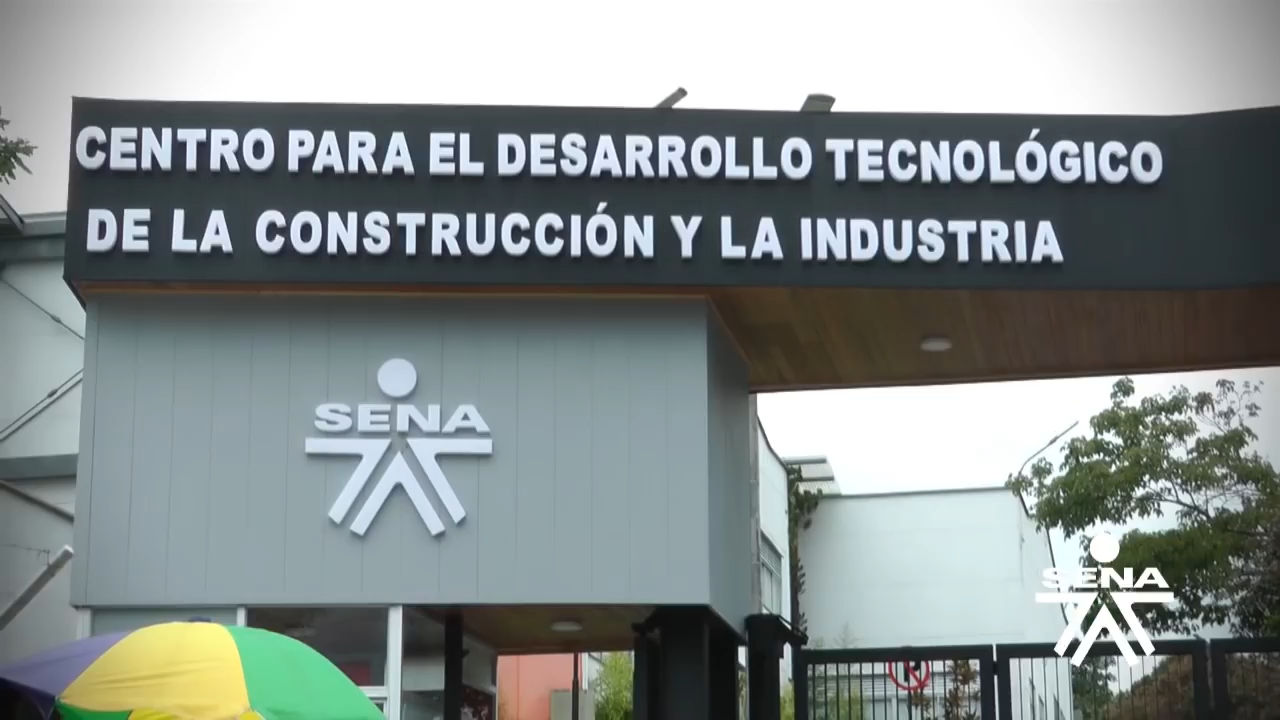 CENTRO PARA EL DESARROLLO TECNOLÓGICO
DE LA CONSTRUCCIÓN Y LA INDUSTRIA
SENA
SENA